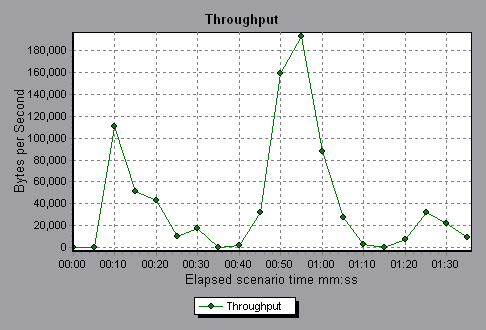 Throughput
Bytes per Second
180,000
160,000
140,000
120,000
100,000
80,000
60,000
40,000
20,000
0
00:00 00:10 00:20 00:30 00:40 00:50 01:00 01:10 01:20 01:30
Elapsed scenario time mm:ss
Throughput